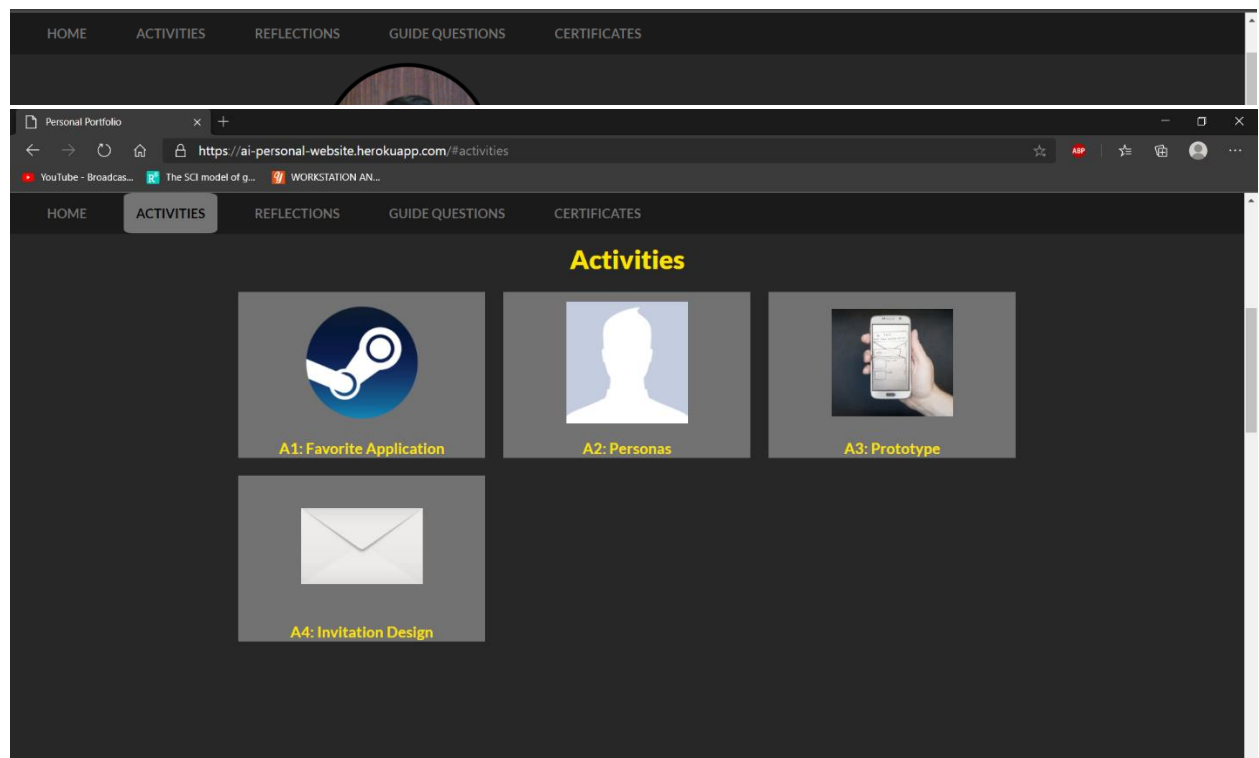 HOME ACTIVITIES REFLECTIONS GUIDE QUESTIONS CERTIFICATES
Personal Portfolio
https://ai-personal-website.herokuapp.com/#activities
ABP
YouTube - Broadcas... R The SCI model of g... WORKSTATION AN...
HOME ACTIVITIES REFLECTIONS GUIDE QUESTIONS CERTIFICATES
Activities
A1: Favorite Application A2: Personas A3: Prototype
A4: Invitation Design